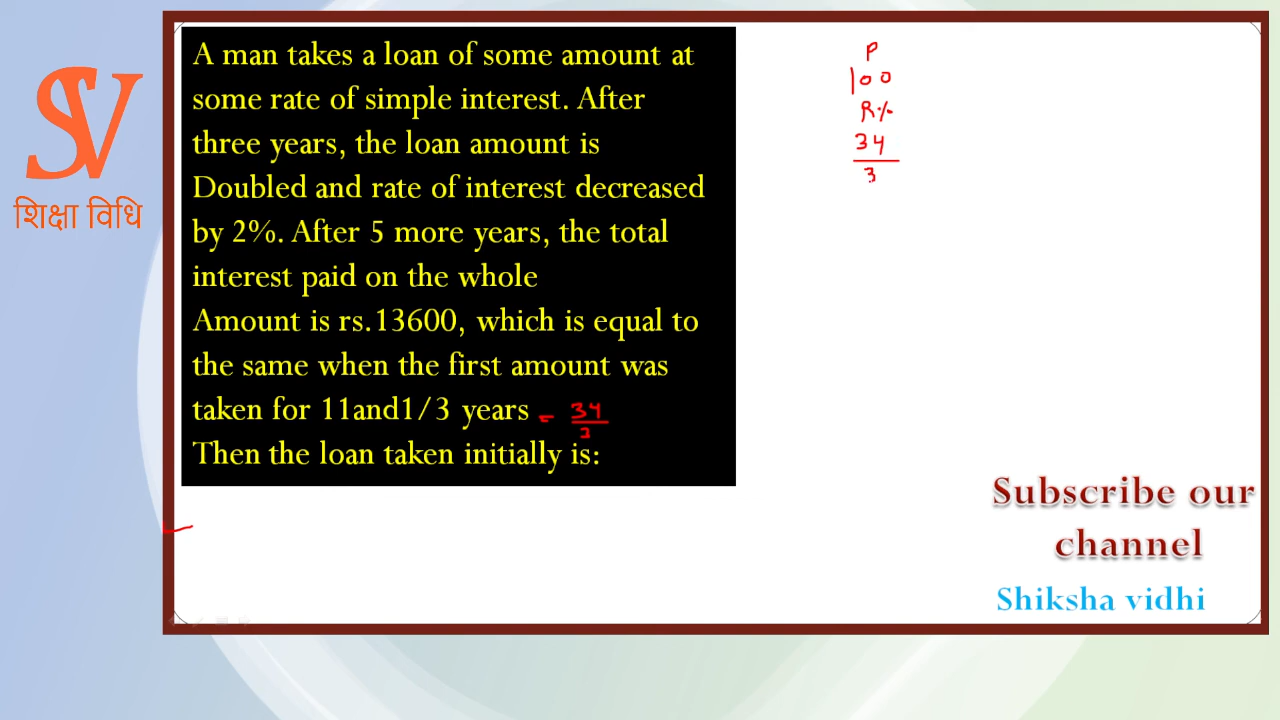 SV
शिक्षा विधि
A man takes a loan of some amount at
some rate of simple interest. After
three years, the loan amount is
Doubled and rate of interest decreased
by 2%. After 5 more years, the total
interest paid on the whole
Amount is rs.13600, which is equal to
the same when the first amount was
taken for 11and1/3 years = 34/3
Then the loan taken initially is:
P
100
R%
34
3
Subscribe our
channel
Shiksha vidhi